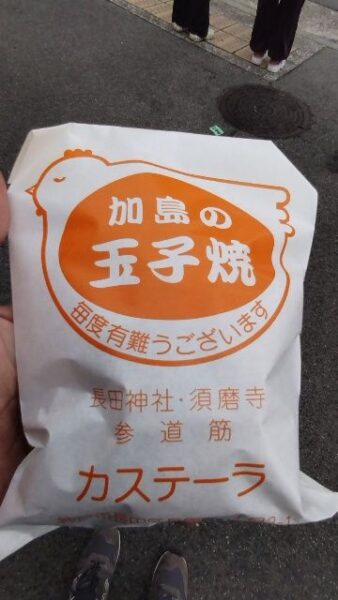 加島の
玉子焼
毎度有難うございます
長田神社・須磨寺
参道筋
カステーラ